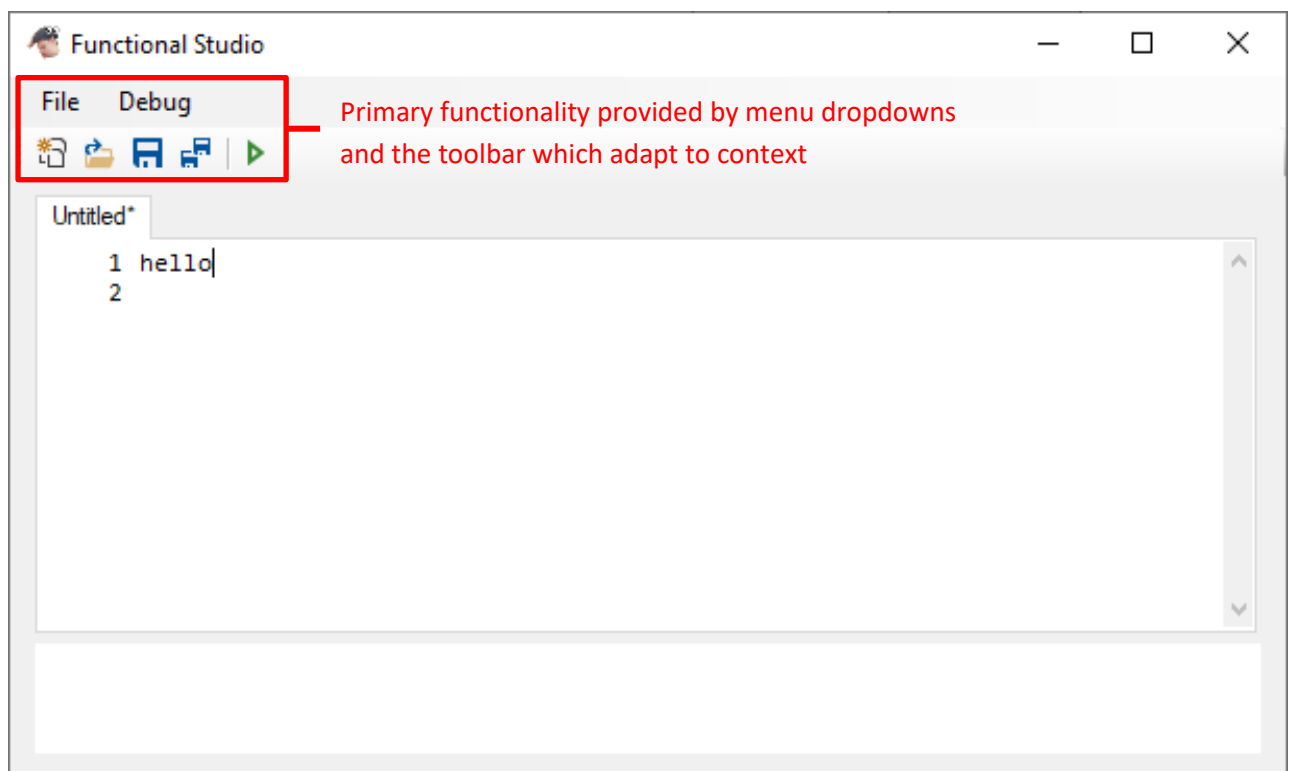 Functional Studio
File Debug
Primary functionality provided by menu dropdowns
and the toolbar which adapt to context
Untitled*
1 hello
2